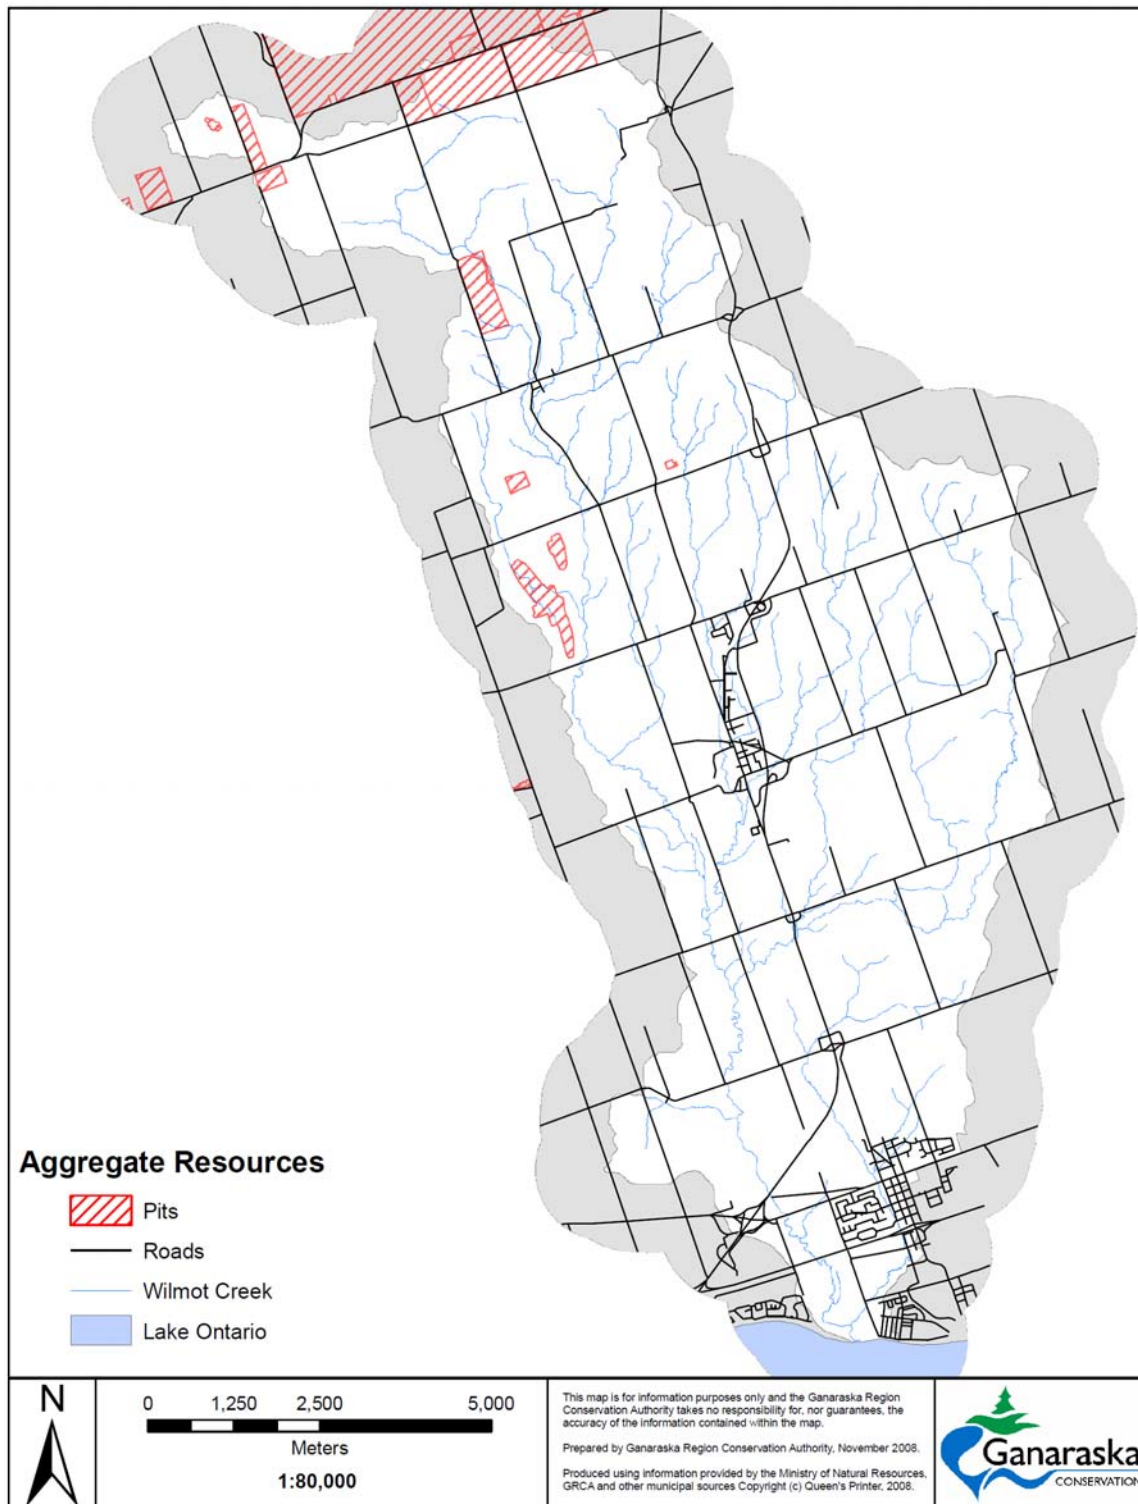 Aggregate Resources
Pits
Roads
Wilmot Creek
Lake Ontario
N
0 1,250 2,500 5,000
Meters
1:80,000
This map is for information purposes only and the Ganaraska Region
Conservation Authority takes no responsibility for, nor guarantees, the
accuracy of the information contained within the map.
Prepared by Ganaraska Region Conservation Authority, November 2008.
Produced using information provided by the Ministry of Natural Resources,
GRCA and other municipal sources Copyright (c) Queen's Printer, 2008.
Ganaraska
CONSERVATION